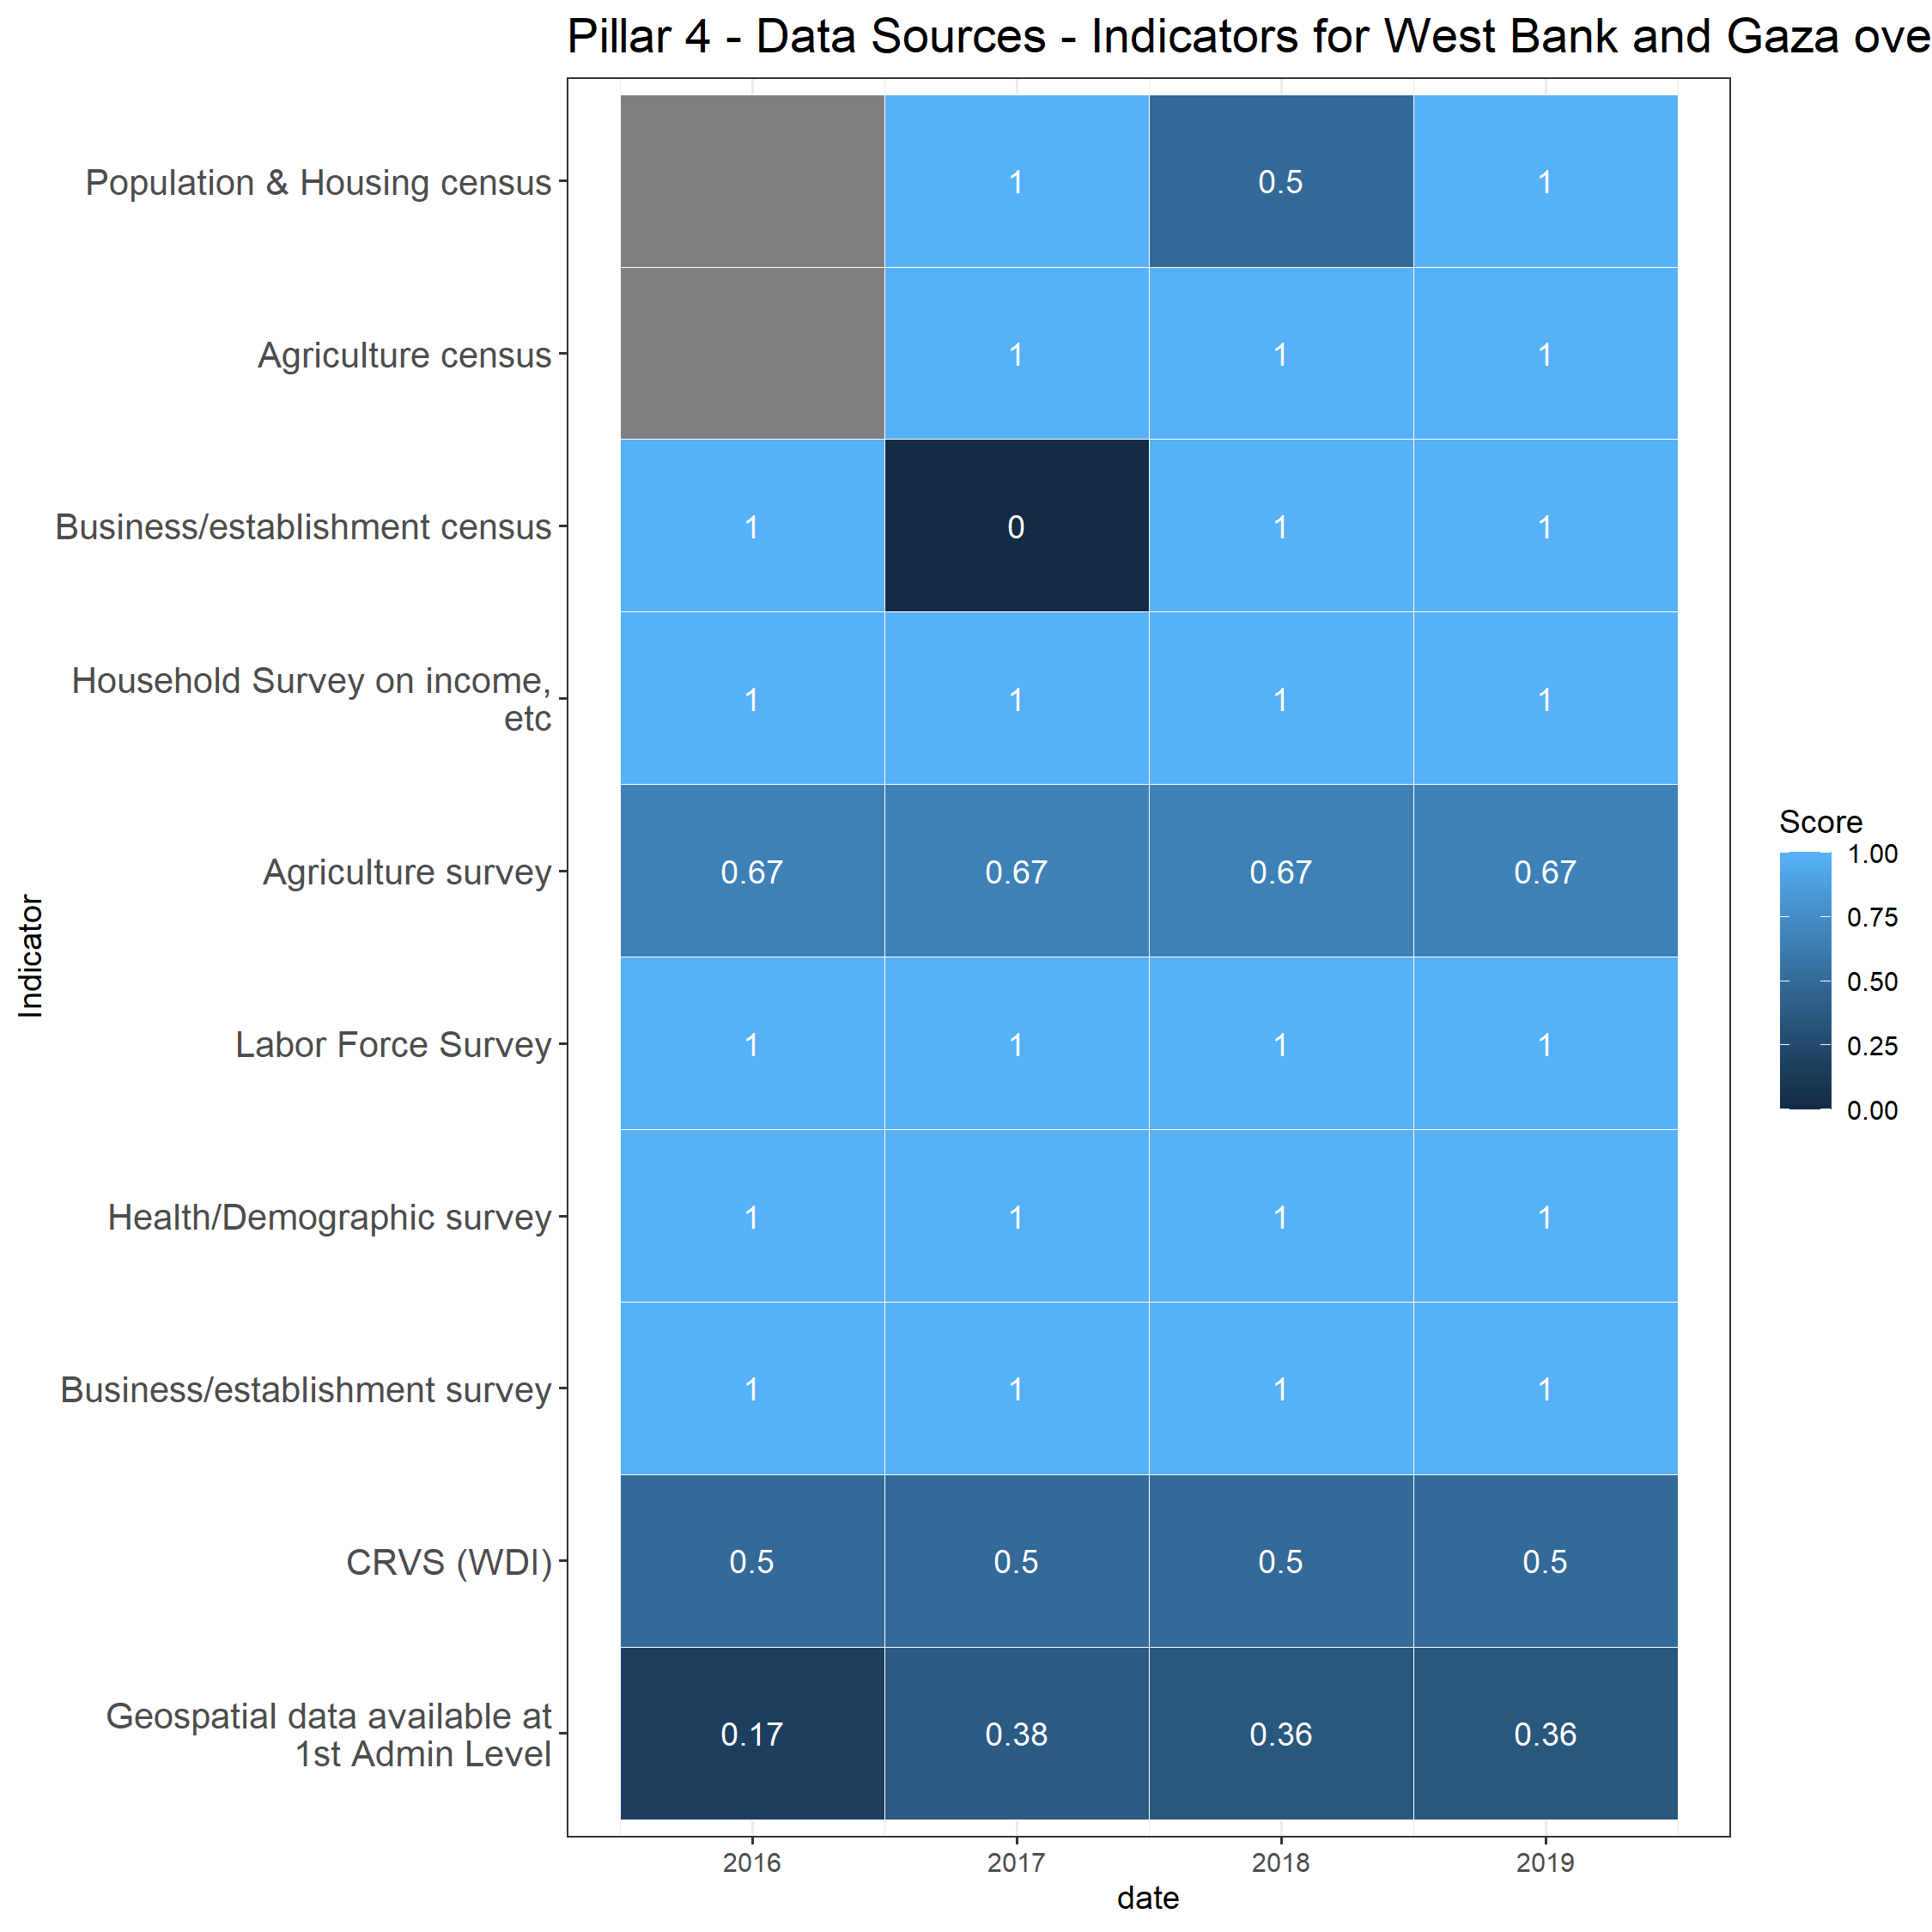 Pillar 4 - Data Sources - Indicators for West Bank and Gaza ove
Population & Housing census
1
0.5
1
Agriculture census
1
1
1
Business/establishment census
1
0
1
1
Household Survey on income,
etc
1
1
1
1
Agriculture survey
0.67
0.67
0.67
0.67
Labor Force Survey
1
1
1
1
Health/Demographic survey
1
1
1
1
Business/establishment survey
1
1
1
1
CRVS (WDI)
0.5
0.5
0.5
0.5
Geospatial data available at
1st Admin Level
0.17
0.38
0.36
0.36
2016
2017
2018
2019
date
Indicator
Score
1.00
0.75
0.50
0.25
0.00